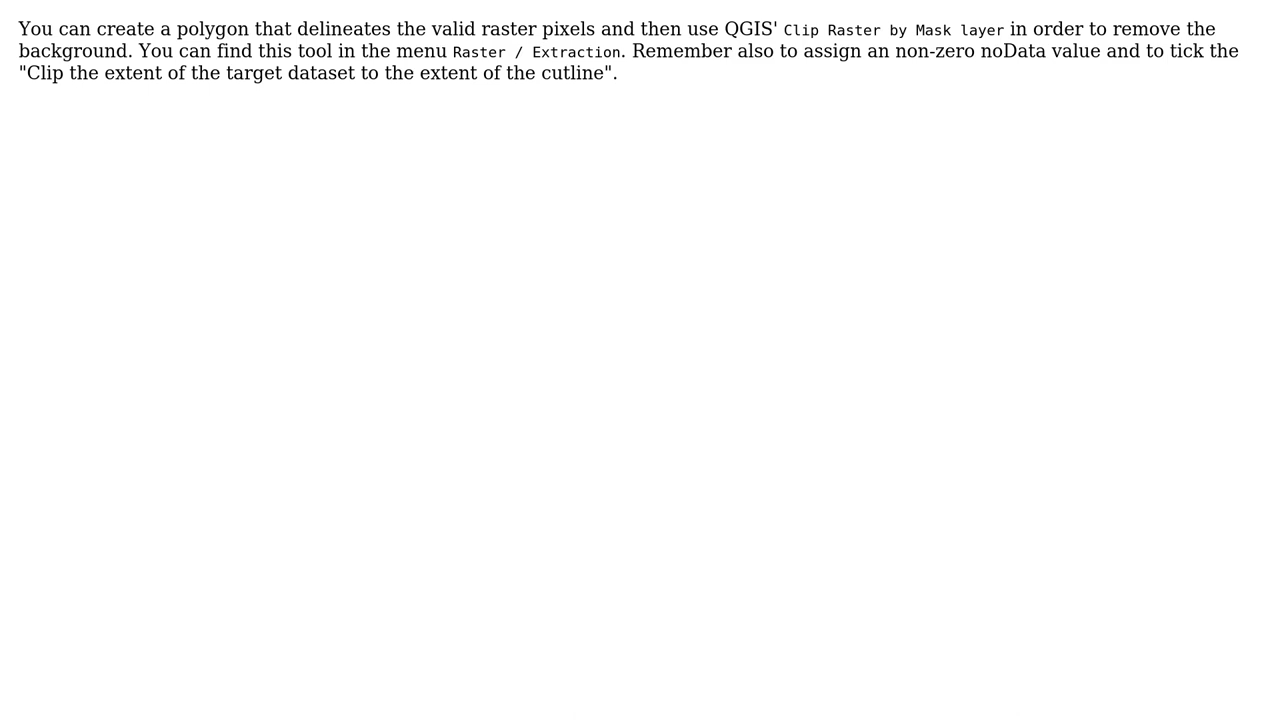 You can create a polygon that delineates the valid raster pixels and then use QGIS' Clip Raster by Mask layer in order to remove the
background. You can find this tool in the menu Raster / Extraction. Remember also to assign an non-zero noData value and to tick the
"Clip the extent of the target dataset to the extent of the cutline".